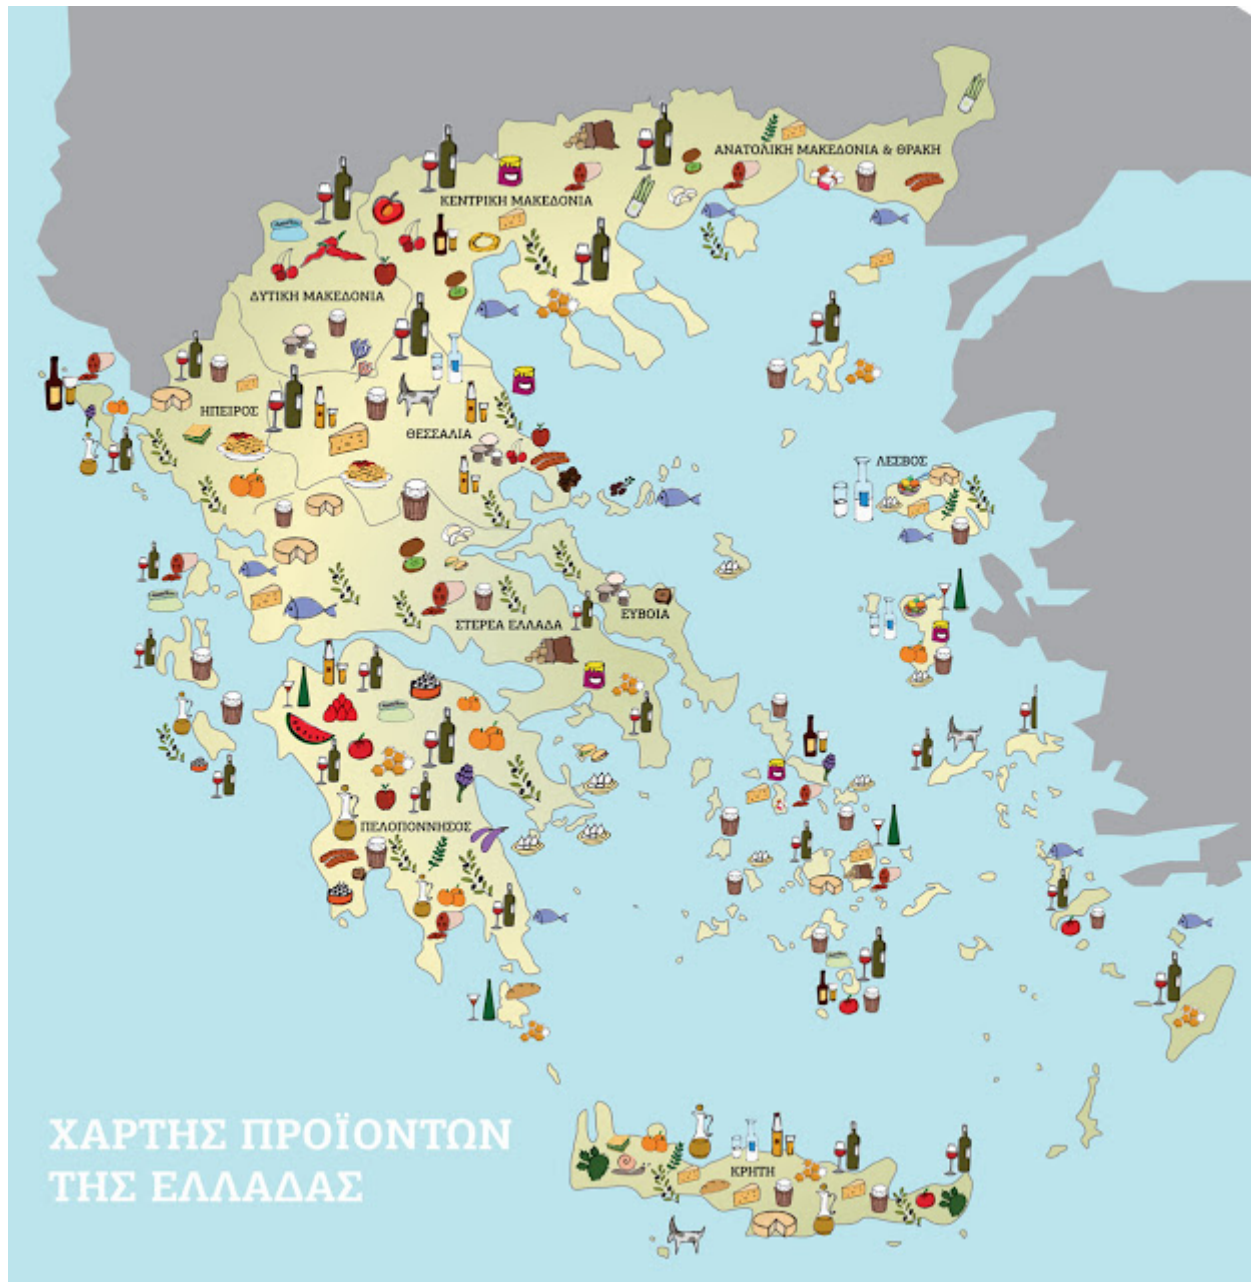 ΑΝΑΤΟΛΙΚΗ ΜΑΚΕΔΟΝΙΑ & ΘΡΑΚΗ
ΚΕΝΤΡΙΚΗ ΜΑΚΕΔΟΝΙΑ
ΔΥΤΙΚΗ ΜΑΚΕΔΟΝΙΑ
ΗΠΕΙΡΟΣ
ΘΕΣΣΑΛΙΑ
ΛΕΣΒΟΣ
ΕΥΒΟΙΑ
ΣΤΕΡΕΑ ΕΛΛΑΔΑ
ΠΕΛΟΠΟΝΝΗΣΟΣ
ΚΡΗΤΗ
ΧΑΡΤΗΣ ΠΡΟΪΟΝΤΩΝ
ΤΗΣ ΕΛΛΑΔΑΣ